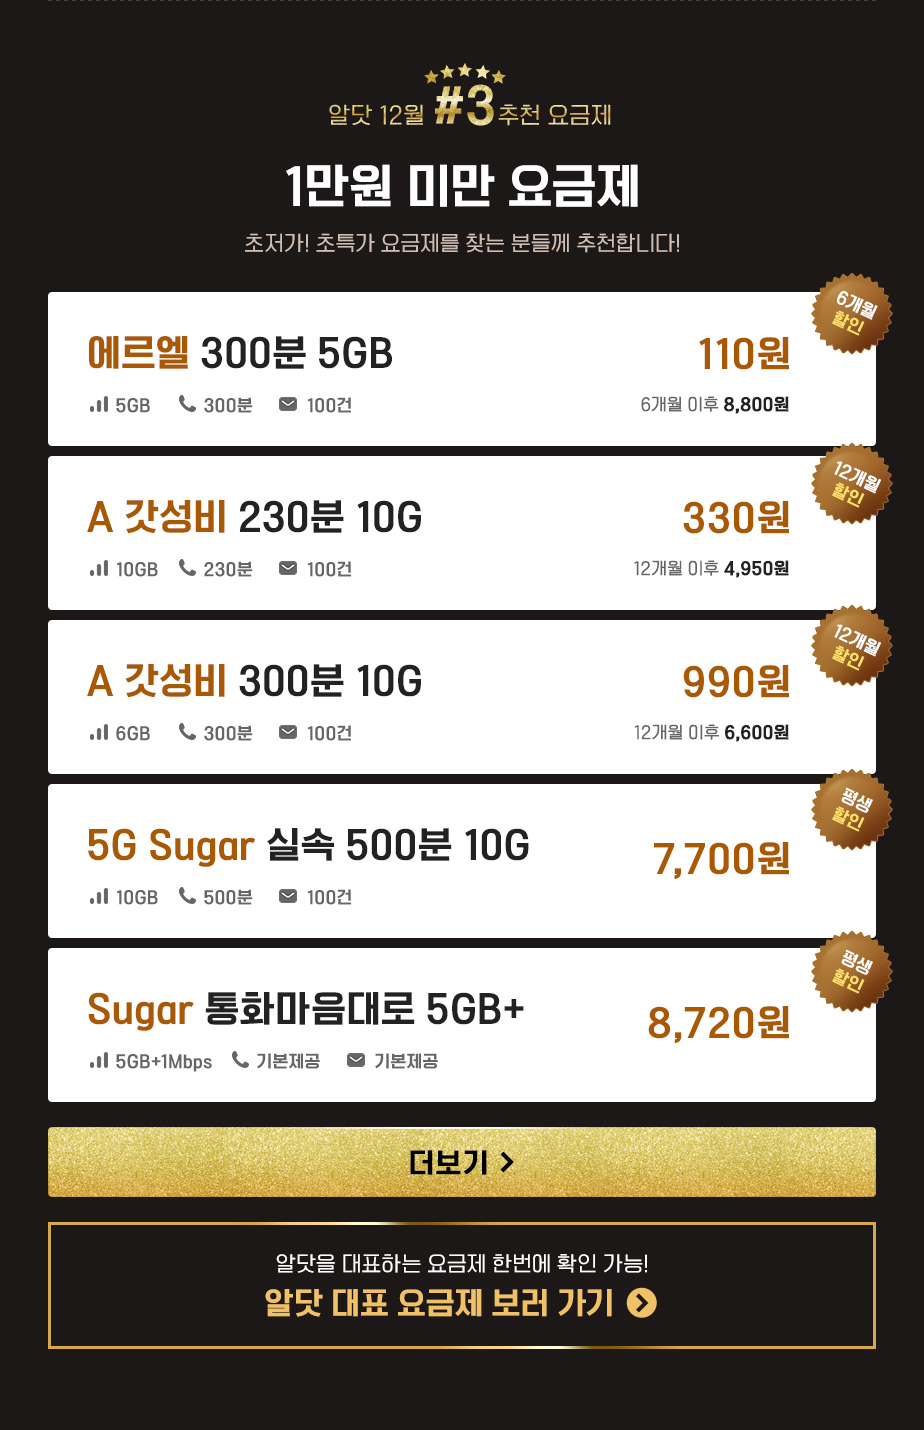 알닷 12월 #3 추천 요금제
1만원 미만 요금제
초저가! 초특가 요금제를 찾는 분들께 추천합니다!
6개월
할인
에르엘 300분 5GB
110원
5GB 300분 100건
6개월 이후 8,800원
12개월
할인
A 갓성비 230분 10G
330원
10GB 230분 100건
12개월 이후 4,950원
12개월
할인
A 갓성비 300분 10G
990원
6GB 300분 100건
12개월 이후 6,600원
평생
할인
5G Sugar 실속 500분 10G
7,700원
10GB 500분 100건
평생
할인
Sugar 통화마음대로 5GB+
8,720원
5GB+1Mbps 기본제공 기본제공
더보기
알닷을 대표하는 요금제 한번에 확인 가능!
알닷 대표 요금제 보러 가기